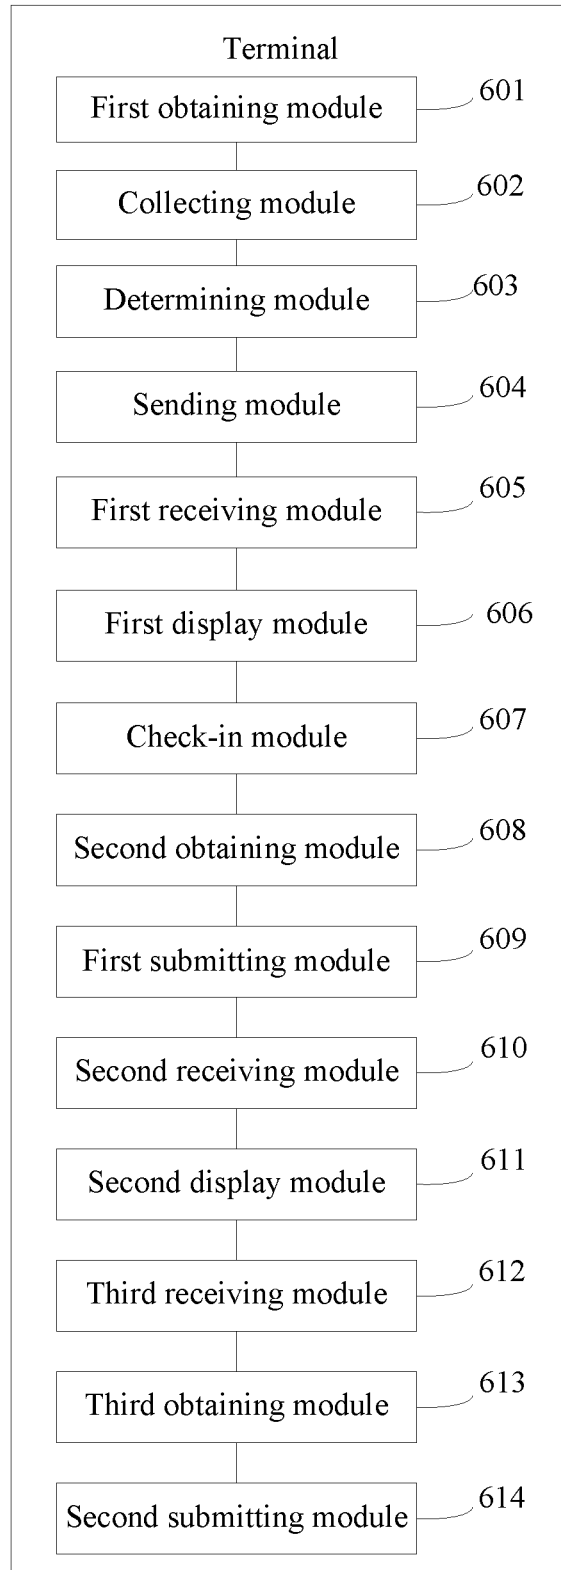 Terminal
First obtaining module
601
Collecting module
602
Determining module
603
Sending module
604
First receiving module
605
First display module
606
Check-in module
607
Second obtaining module
608
First submitting module
609
Second receiving module
610
Second display module
611
Third receiving module
612
Third obtaining module
613
Second submitting module
614